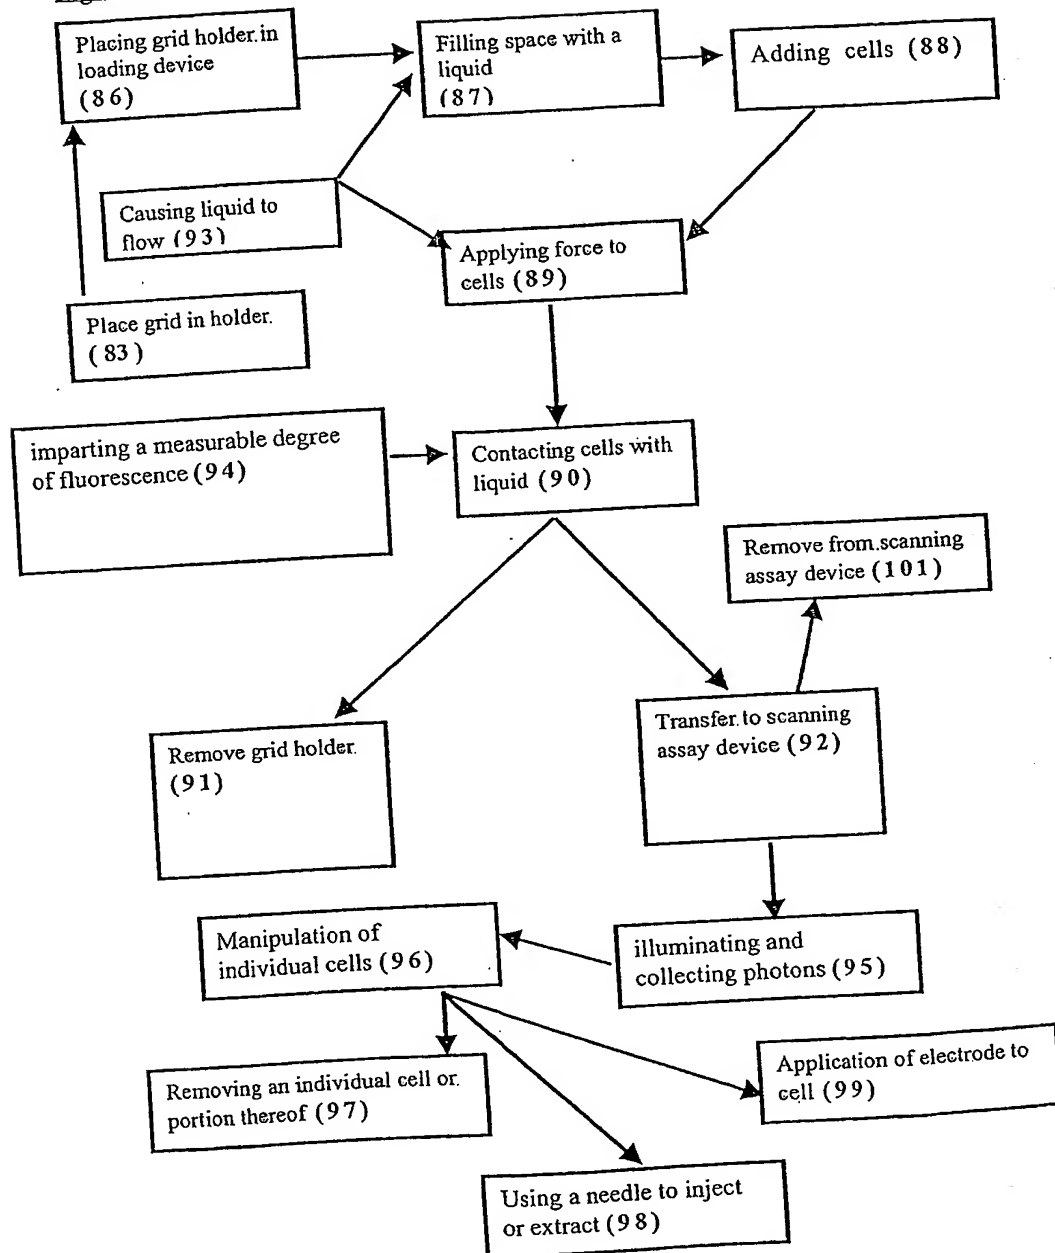 Placing grid holder in
loading device
(86)
Filling space with a
liquid
(87)
Adding cells (88)
Causing liquid to
flow (93)
Applying force to
cells (89)
Place grid in holder.
(83)
imparting a measurable degree
of fluorescence (94)
Contacting cells with
liquid (90)
Remove from scanning
assay device (101)
Remove grid holder.
(91)
Transfer to scanning
assay device (92)
Manipulation of
individual cells (96)
illuminating and
collecting photons (95)
Removing an individual cell or
portion thereof (97)
Application of electrode to
cell (99)
Using a needle to inject
or extract (98)